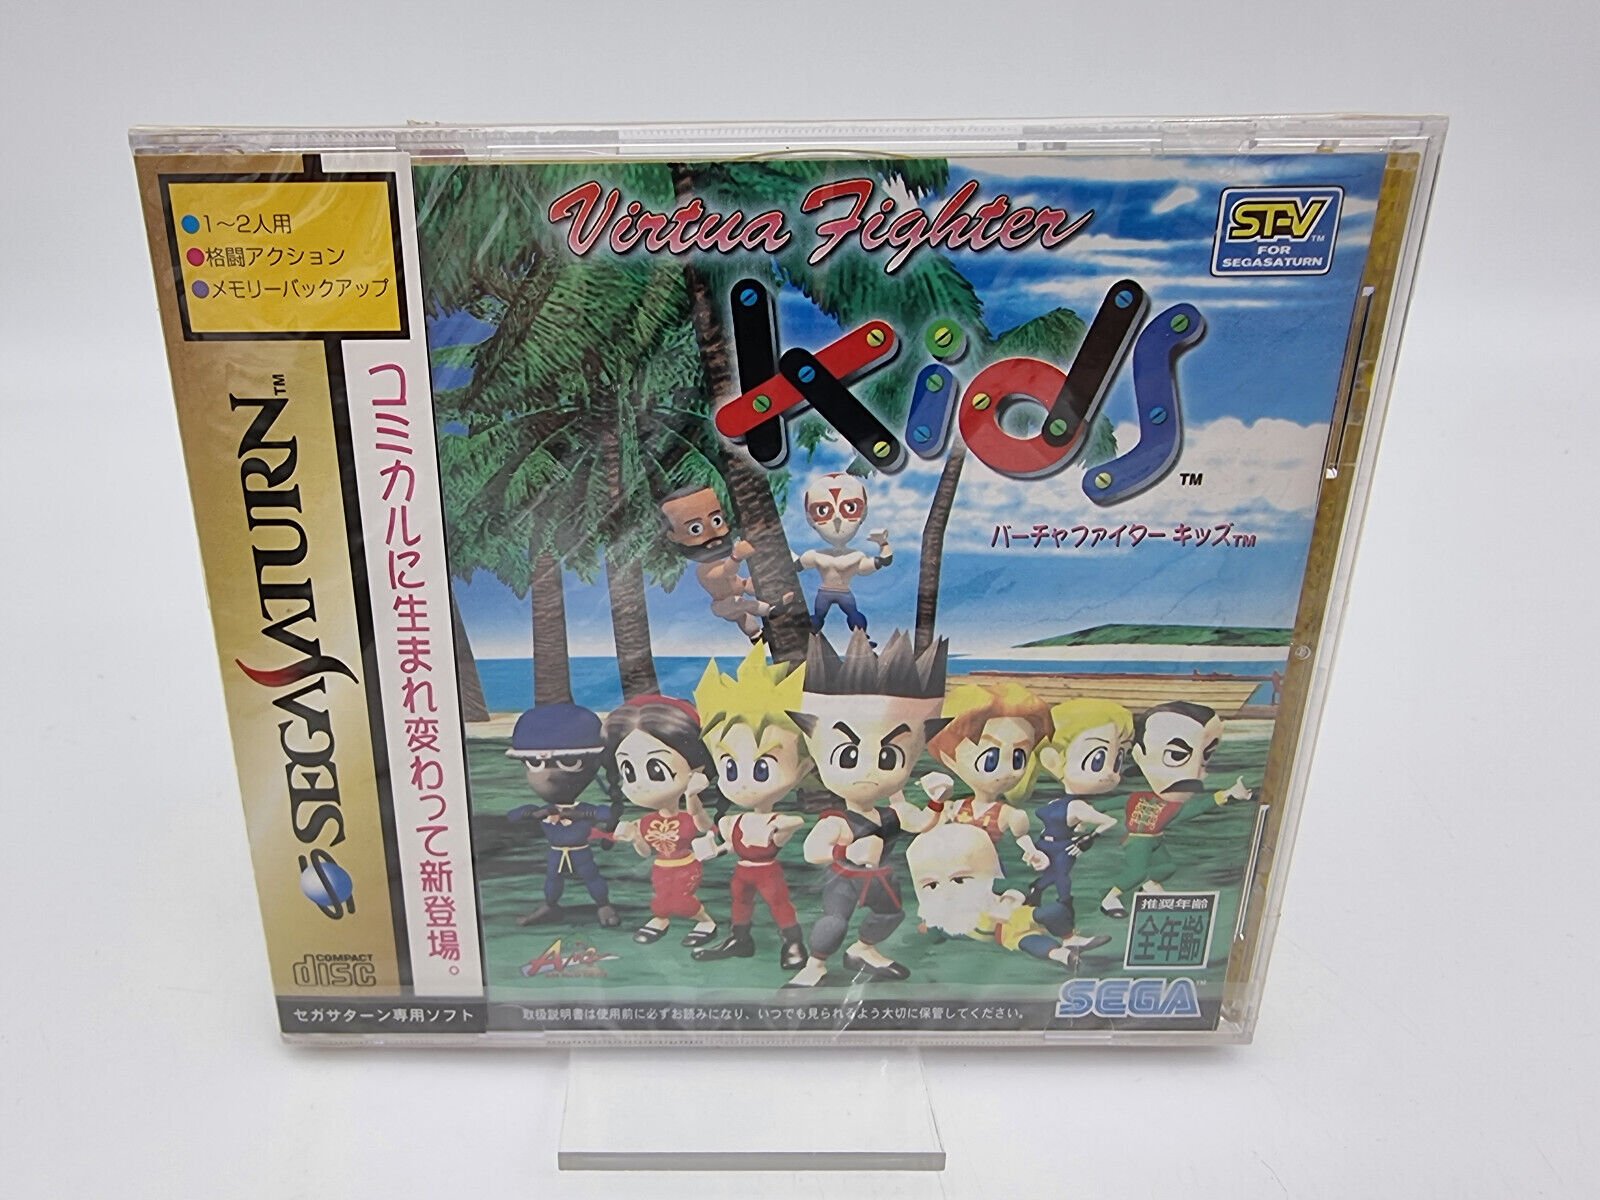 ●1～2人用
●格闘アクション
●メモリーバックアップ
SEGA SATURN™
コミカルに生まれ変わって新登場。
COMPACT
disc
セガサターン専用ソフト
Virtua Fighter
Kids™
バーチャファイター キッズ™
ST-V™
FOR
SEGASATURN
AM2
推奨年齢
全年齢
SEGA™
取扱説明書は使用前に必ずお読みになり、いつでも見られるよう大切に保管してください。